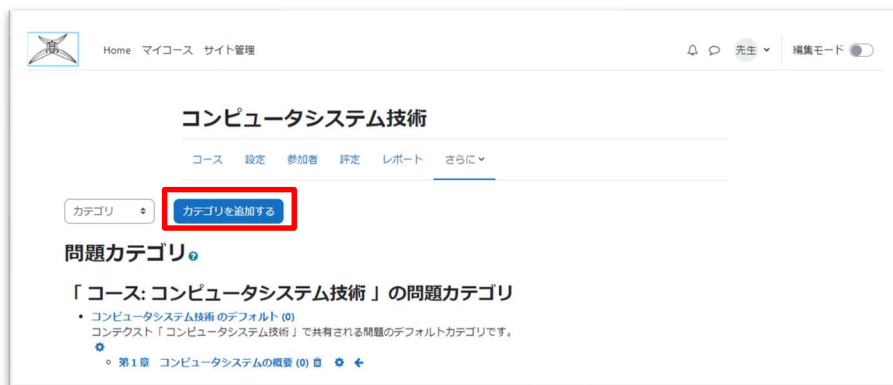 Home マイコース サイト管理 先生 編集モード
コンピュータシステム技術
コース 設定 参加者 評定 レポート さらに
カテゴリ カテゴリを追加する
問題カテゴリ
「 コース: コンピュータシステム技術 」の問題カテゴリ
コンピュータシステム技術 のデフォルト (0)
コンテクスト「 コンピュータシステム技術 」で共有される問題のデフォルトカテゴリです。
第1章 コンピュータシステムの概要 (0)